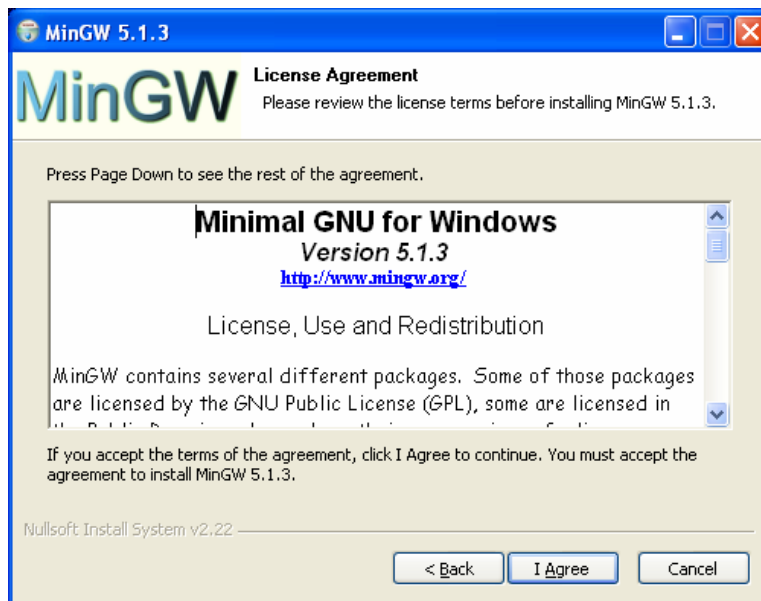 MinGW 5.1.3
MinGW
License Agreement
Please review the license terms before installing MinGW 5.1.3.
Press Page Down to see the rest of the agreement.
Minimal GNU for Windows
Version 5.1.3
http://www.mingw.org/
License, Use and Redistribution
MinGW contains several different packages. Some of those packages
are licensed by the GNU Public License (GPL), some are licensed in
If you accept the terms of the agreement, click I Agree to continue. You must accept the
agreement to install MinGW 5.1.3.
Nullsoft Install System v2.22
< Back
I Agree
Cancel